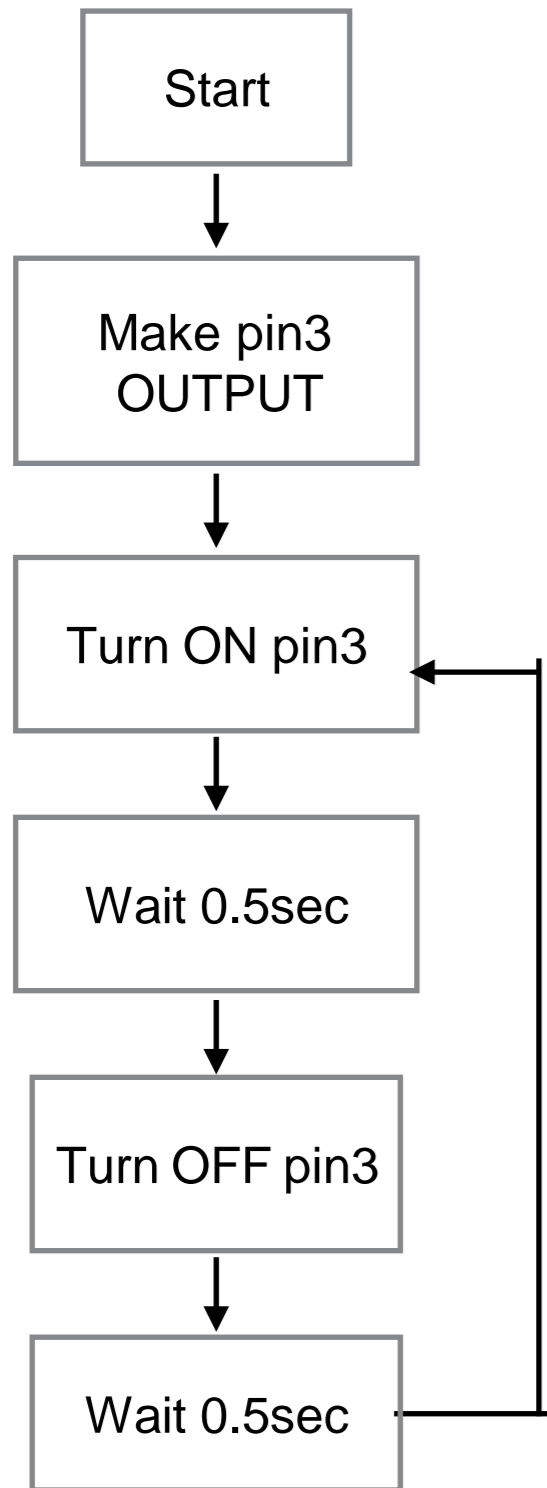 Start
Make pin3
OUTPUT
Turn ON pin3
Wait 0.5sec
Turn OFF pin3
Wait 0.5sec